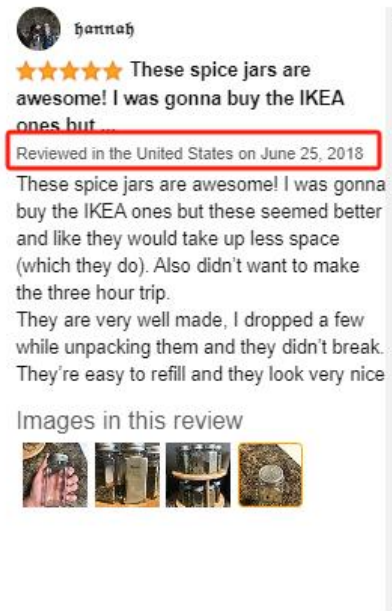 hannah
These spice jars are
awesome! I was gonna buy the IKEA
ones but ...
Reviewed in the United States on June 25, 2018
These spice jars are awesome! I was gonna
buy the IKEA ones but these seemed better
and like they would take up less space
(which they do). Also didn't want to make
the three hour trip.
They are very well made, I dropped a few
while unpacking them and they didn't break.
They're easy to refill and they look very nice
Images in this review